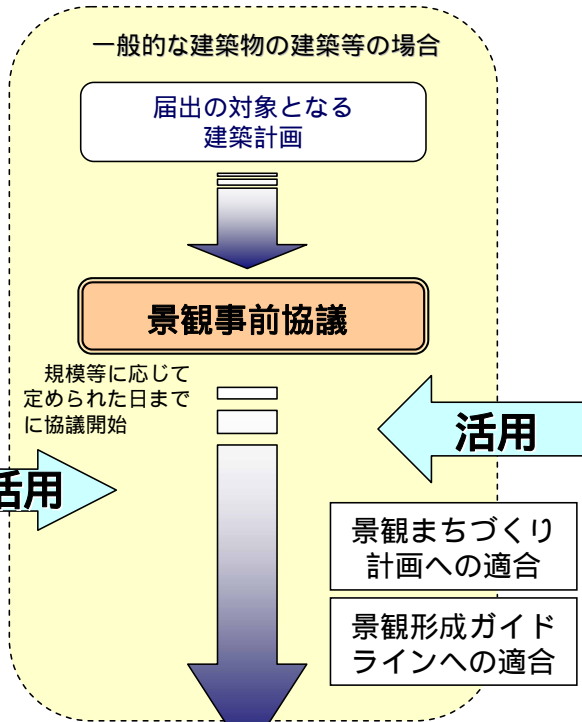 一般的な建築物の建築等の場合
届出の対象となる
建築計画
景観事前協議
規模等に応じて
定められた日まで
に協議開始
活用
活用
景観まちづくり
計画への適合
景観形成ガイド
ラインへの適合